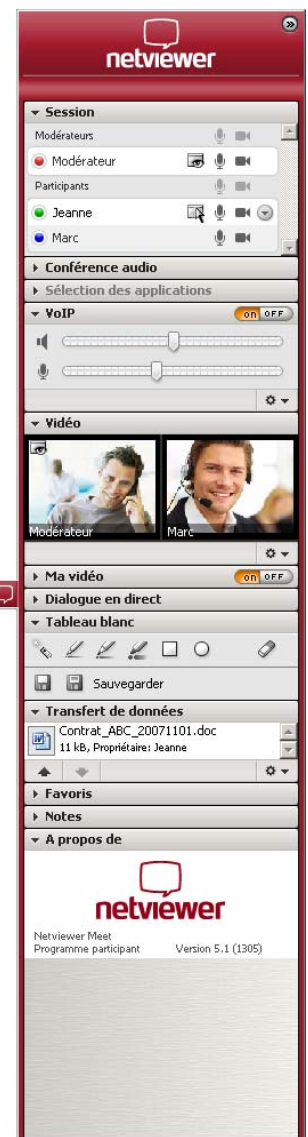 netviewer
Session
Modérateurs
Modérateur
Participants
Jeanne
Marc
Conférence audio
Sélection des applications
VoIP on OFF
Vidéo
Modérateur Marc
Ma vidéo on OFF
Dialogue en direct
Tableau blanc
Sauvegarder
Transfert de données
Contrat_ABC_20071101.doc
11 kB, Propriétaire: Jeanne
Favoris
Notes
A propos de
netviewer
Netviewer Meet
Programme participant Version 5.1 (1305)